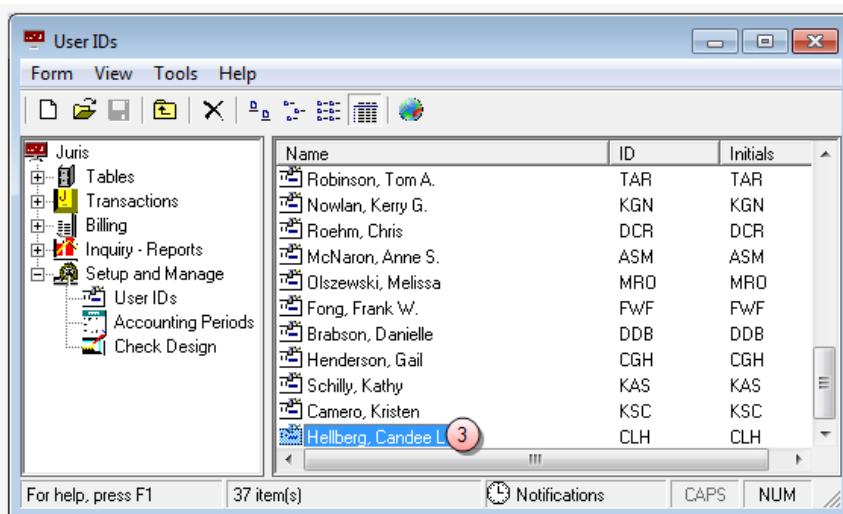 User IDs
Form View Tools Help
Juris
Tables
Transactions
Billing
Inquiry - Reports
Setup and Manage
User IDs
Accounting Periods
Check Design
Name ID Initials
Robinson, Tom A. TAR TAR
Nowlan, Kerry G. KGN KGN
Roehm, Chris DCR DCR
McNaron, Anne S. ASM ASM
Olszewski, Melissa MRO MRO
Fong, Frank W. FWF FWF
Brabson, Danielle DDB DDB
Henderson, Gail CGH CGH
Schilly, Kathy KAS KAS
Camero, Kristen KSC KSC
Hellberg, Candee L 3 CLH CLH
For help, press F1 37 item(s) Notifications CAPS NUM